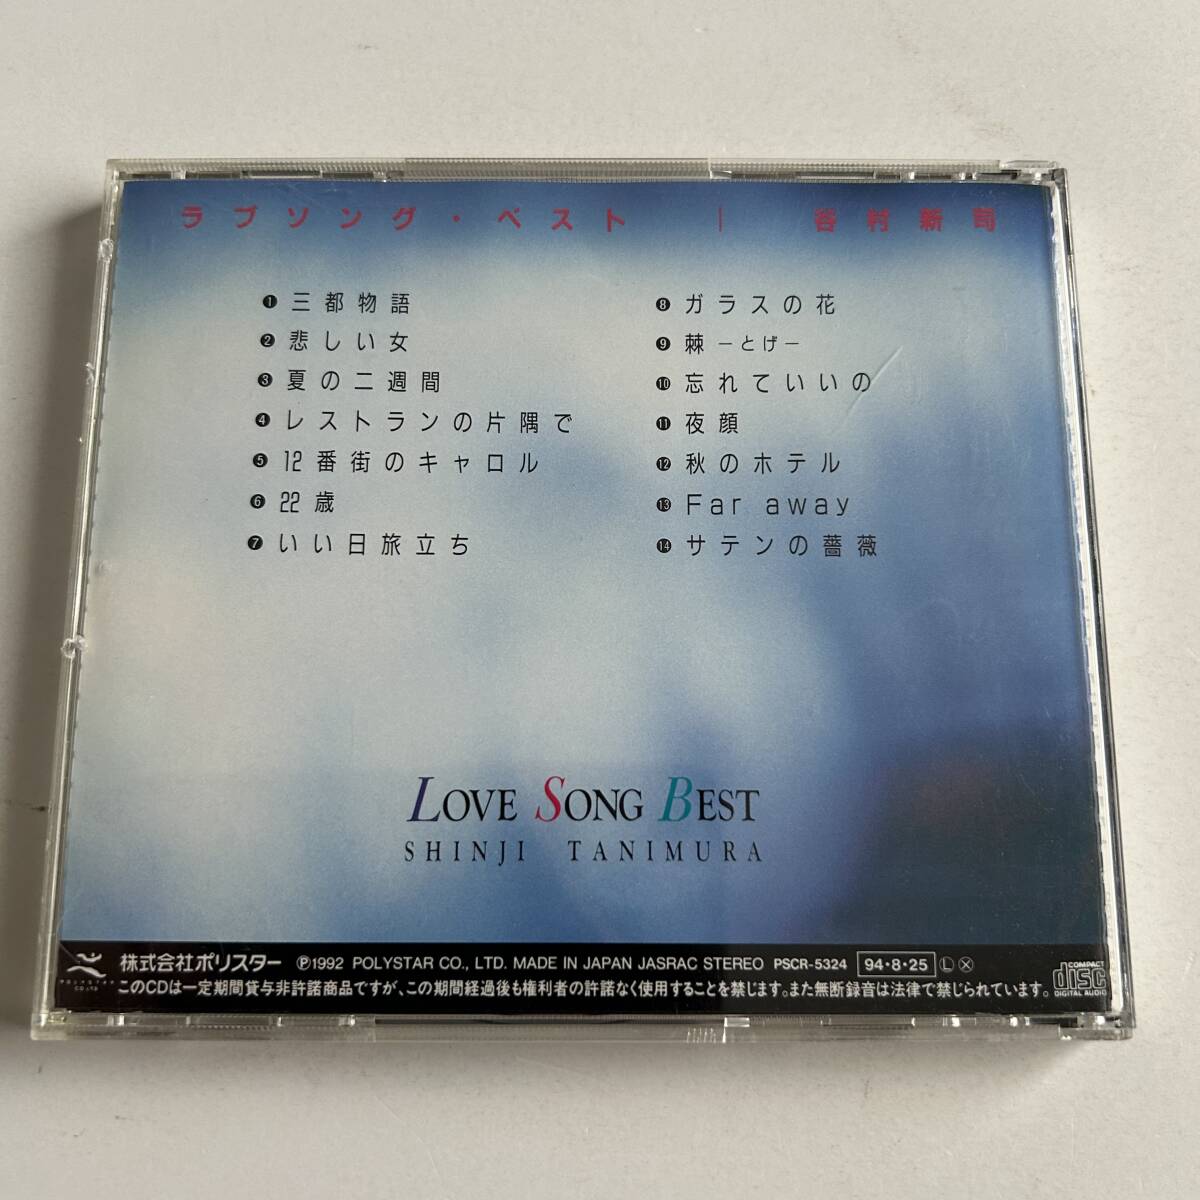 ラブソング・ベスト | 谷村新司
❶ 三都物語
❷ 悲しい女
❸ 夏の二週間
❹ レストランの片隅で
❺ 12番街のキャロル
❻ 22歳
❼ いい日旅立ち
❽ ガラスの花
❾ 棘 －とげ－
❿ 忘れていいの
⓫ 夜顔
⓬ 秋のホテル
⓭ Far away
⓮ サテンの薔薇
LOVE SONG BEST
SHINJI TANIMURA
株式会社ポリスター ℗1992 POLYSTAR CO., LTD. MADE IN JAPAN JASRAC STEREO PSCR-5324 94・8・25 Ⓛ Ⓧ
このCDは一定期間貸与非許諾商品ですが、この期間経過後も権利者の許諾なく使用することを禁じます。また無断録音は法律で禁じられています。
COMPACT
disc
DIGITAL AUDIO